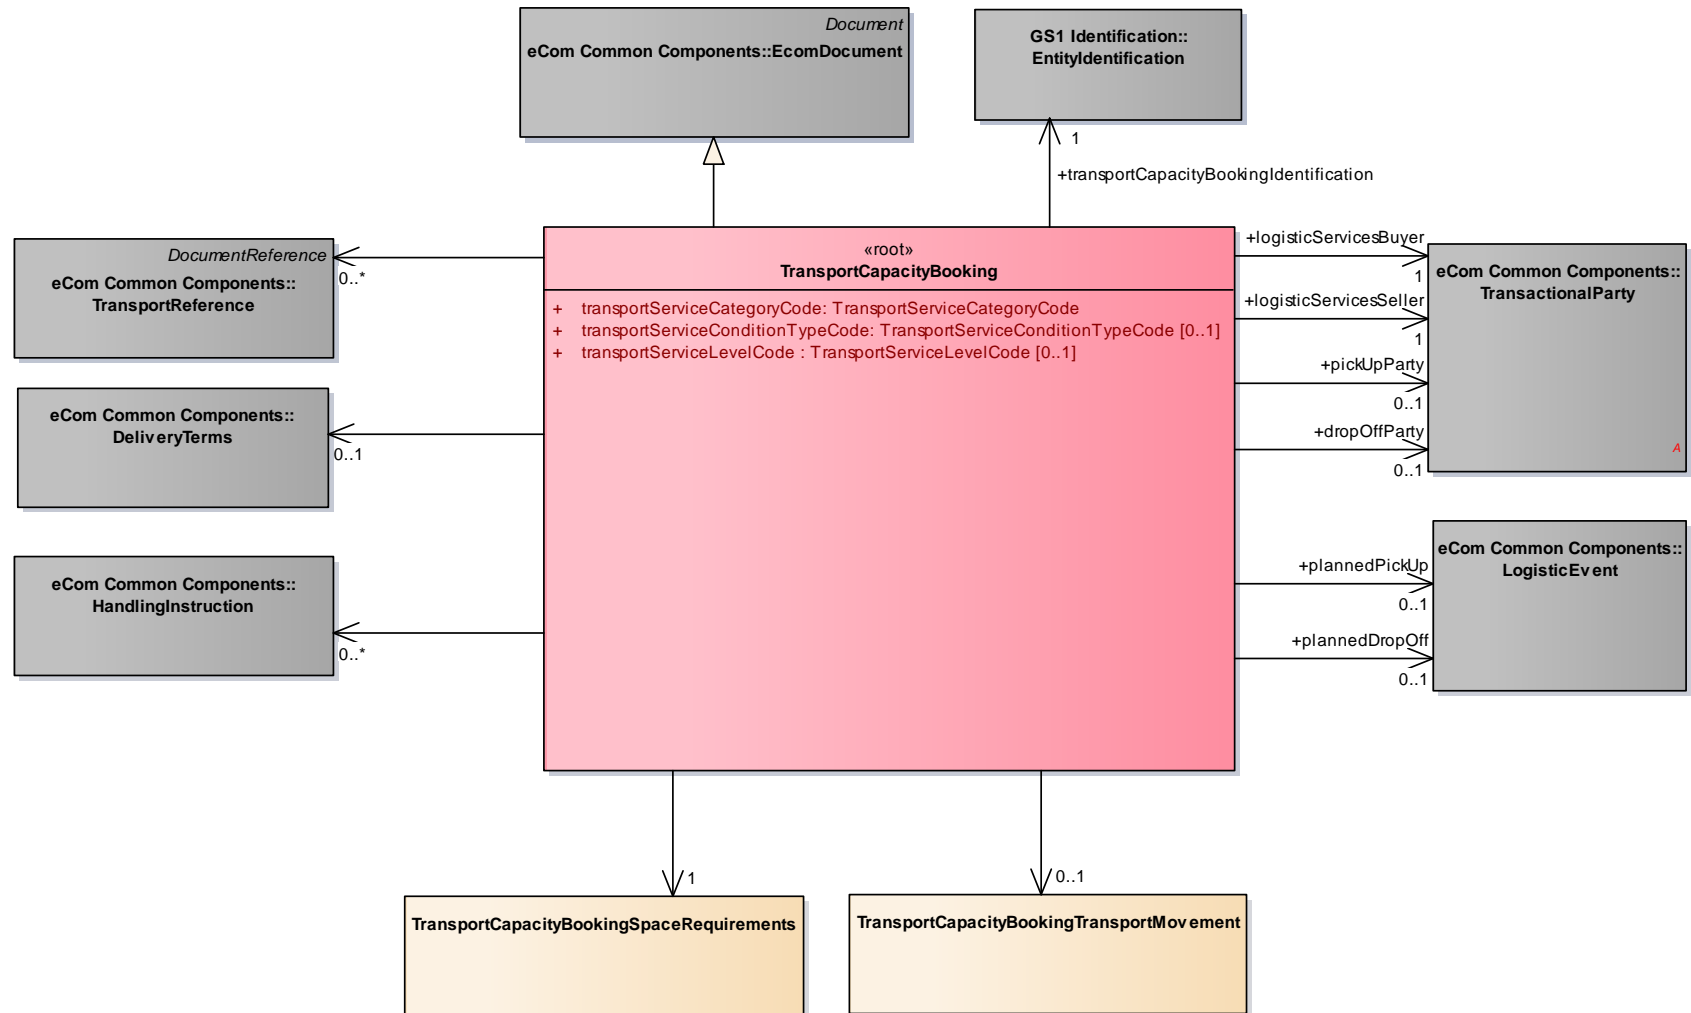 Document
eCom Common Components::EcomDocument
GS1 Identification::
EntityIdentification
1
+transportCapacityBookingIdentification
DocumentReference
eCom Common Components::
TransportReference
0..*
eCom Common Components::
DeliveryTerms
0..1
eCom Common Components::
HandlingInstruction
0..*
«root»
TransportCapacityBooking
+ transportServiceCategoryCode: TransportServiceCategoryCode
+ transportServiceConditionTypeCode: TransportServiceConditionTypeCode [0..1]
+ transportServiceLevelCode : TransportServiceLevelCode [0..1]
+logisticServicesBuyer
1
+logisticServicesSeller
1
+pickUpParty
0..1
+dropOffParty
0..1
eCom Common Components::
TransactionalParty
A
+plannedPickUp
0..1
+plannedDropOff
0..1
eCom Common Components::
LogisticEvent
1
0..1
TransportCapacityBookingSpaceRequirements
TransportCapacityBookingTransportMovement